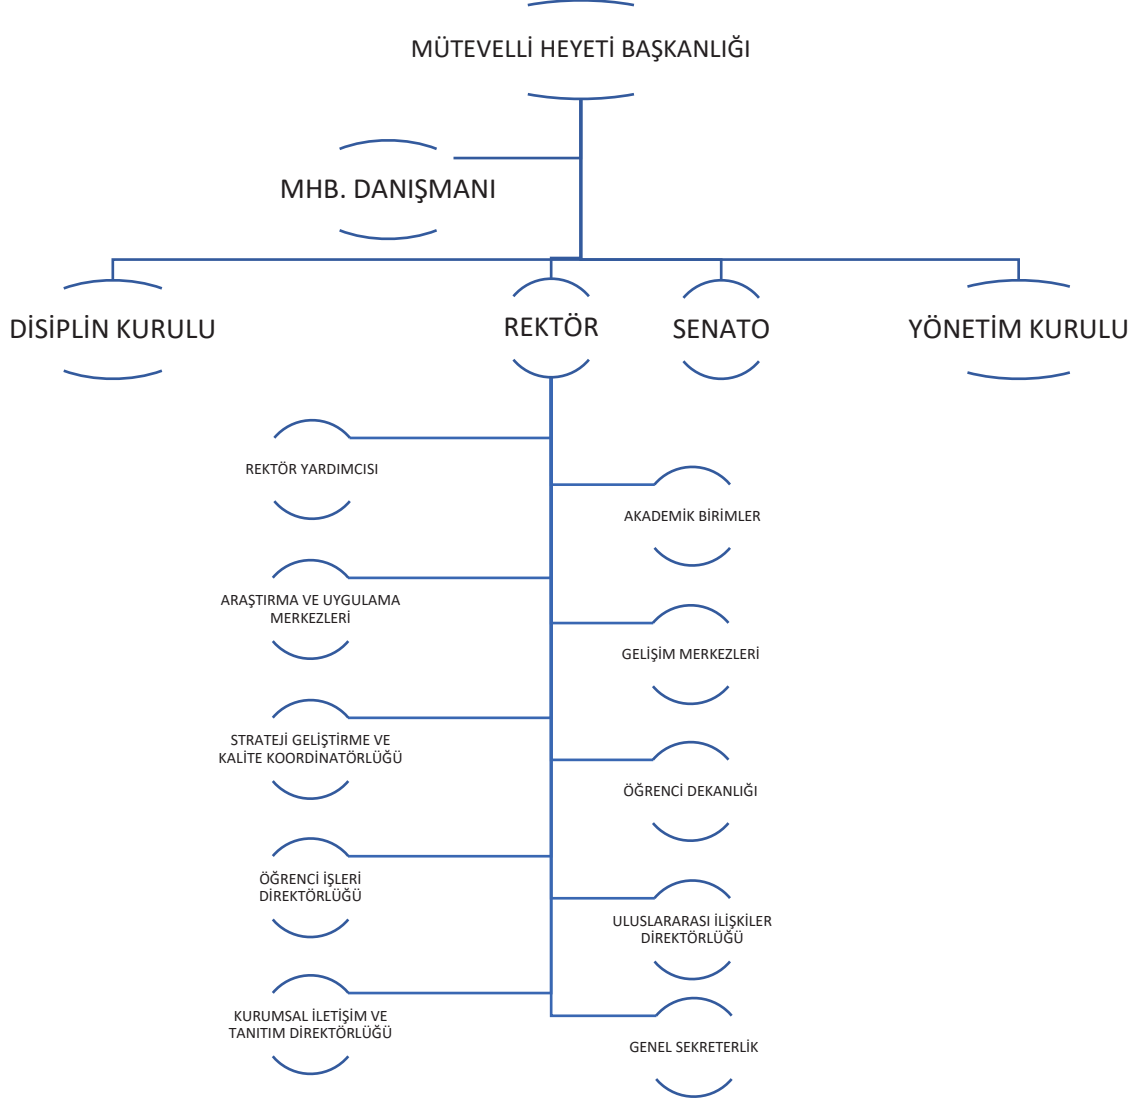 MÜTEVELLİ HEYETİ BAŞKANLIĞI
MHB. DANIŞMANI
DİSİPLİN KURULU
REKTÖR
SENATO
YÖNETİM KURULU
REKTÖR YARDIMCISI
AKADEMİK BİRİMLER
ARAŞTIRMA VE UYGULAMA
MERKEZLERİ
GELİŞİM MERKEZLERİ
STRATEJİ GELİŞTİRME VE
KALİTE KOORDİNATÖRLÜĞÜ
ÖĞRENCİ DEKANLIĞI
ÖĞRENCİ İŞLERİ
DİREKTÖRLÜĞÜ
ULUSLARARASI İLİŞKİLER
DİREKTÖRLÜĞÜ
KURUMSAL İLETİŞİM VE
TANITIM DİREKTÖRLÜĞÜ
GENEL SEKRETERLİK